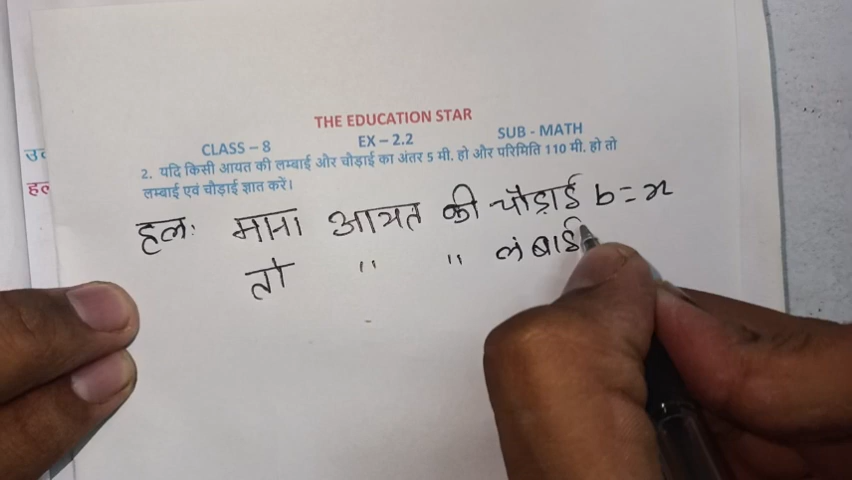 THE EDUCATION STAR
CLASS – 8 EX – 2.2 SUB - MATH
2. यदि किसी आयत की लम्बाई और चौड़ाई का अंतर 5 मी. हो और परिमिति 110 मी. हो तो
लम्बाई एवं चौड़ाई ज्ञात करें।
हल: माना आयत की चौड़ाई b = x
तो " " लंबाई
उ
हल